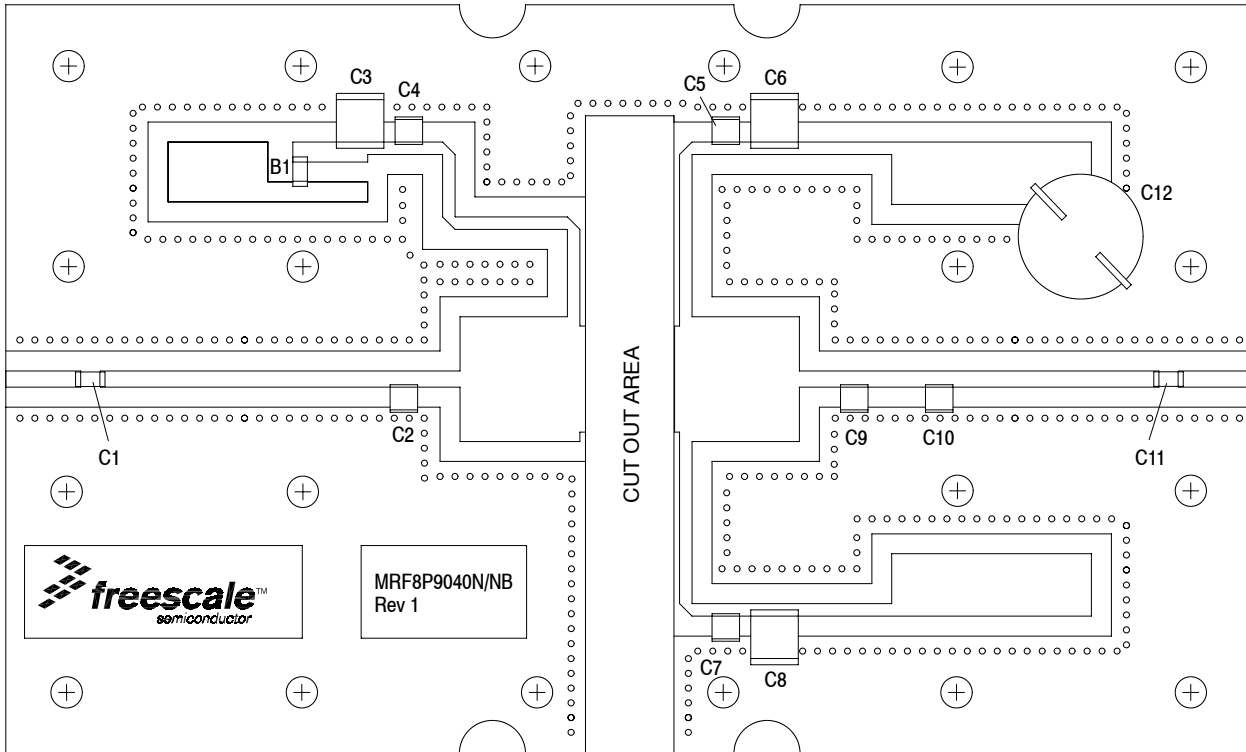 C3
C4
C5
C6
B1
C12
C1
C2
CUT OUT AREA
C9
C10
C11
freescale™
semiconductor
MRF8P9040N/NB
Rev 1
C7
C8